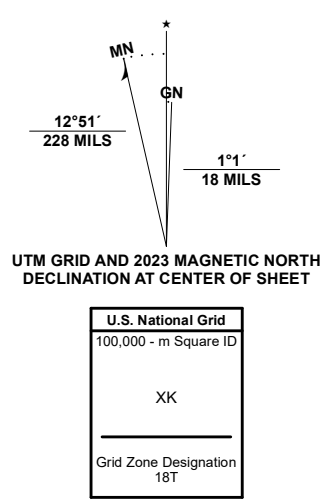 MN
GN
12°51´
228 MILS
1°1´
18 MILS
UTM GRID AND 2023 MAGNETIC NORTH
DECLINATION AT CENTER OF SHEET
U.S. National Grid
100,000 - m Square ID
XK
Grid Zone Designation
18T